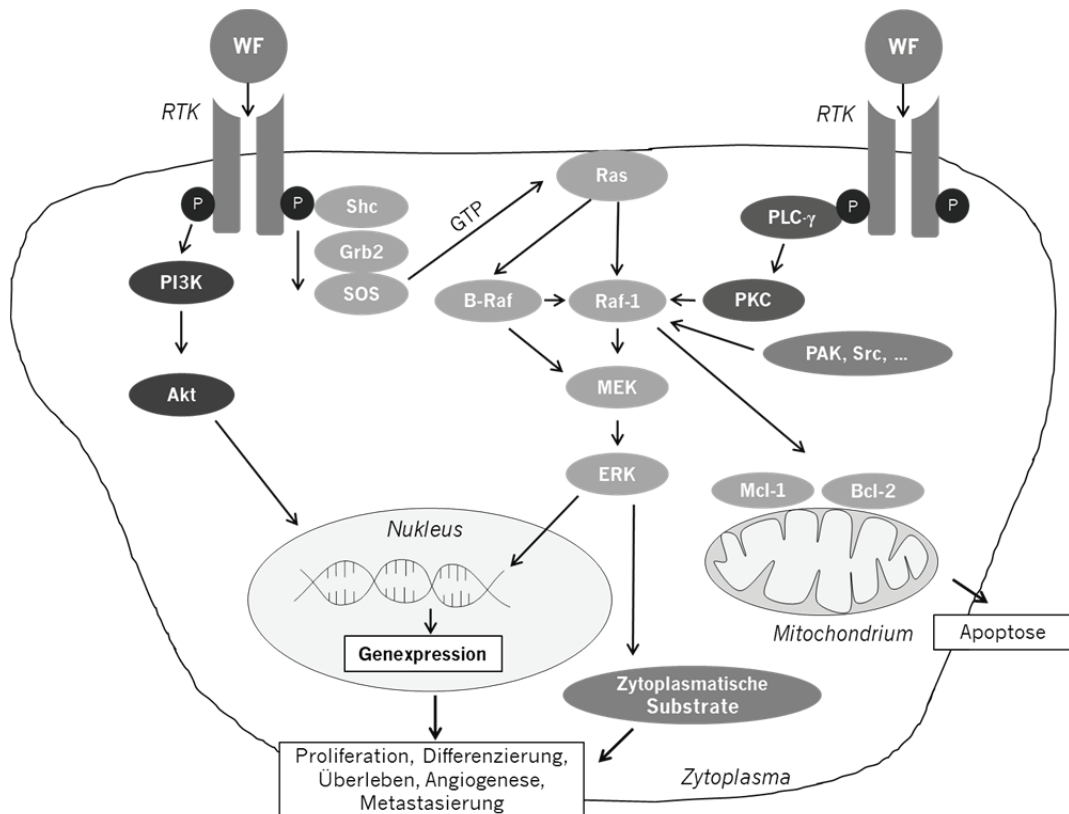 WF
WF
RTK
RTK
P
P
Shc
Grb2
SOS
GTP
Ras
PLC-γ
P
P
PI3K
B-Raf
Raf-1
PKC
PAK, Src, ...
Akt
MEK
ERK
Mcl-1
Bcl-2
Nukleus
Genexpression
Mitochondrium
Apoptose
Zytoplasmatische
Substrate
Proliferation, Differenzierung,
Überleben, Angiogenese,
Metastasierung
Zytoplasma